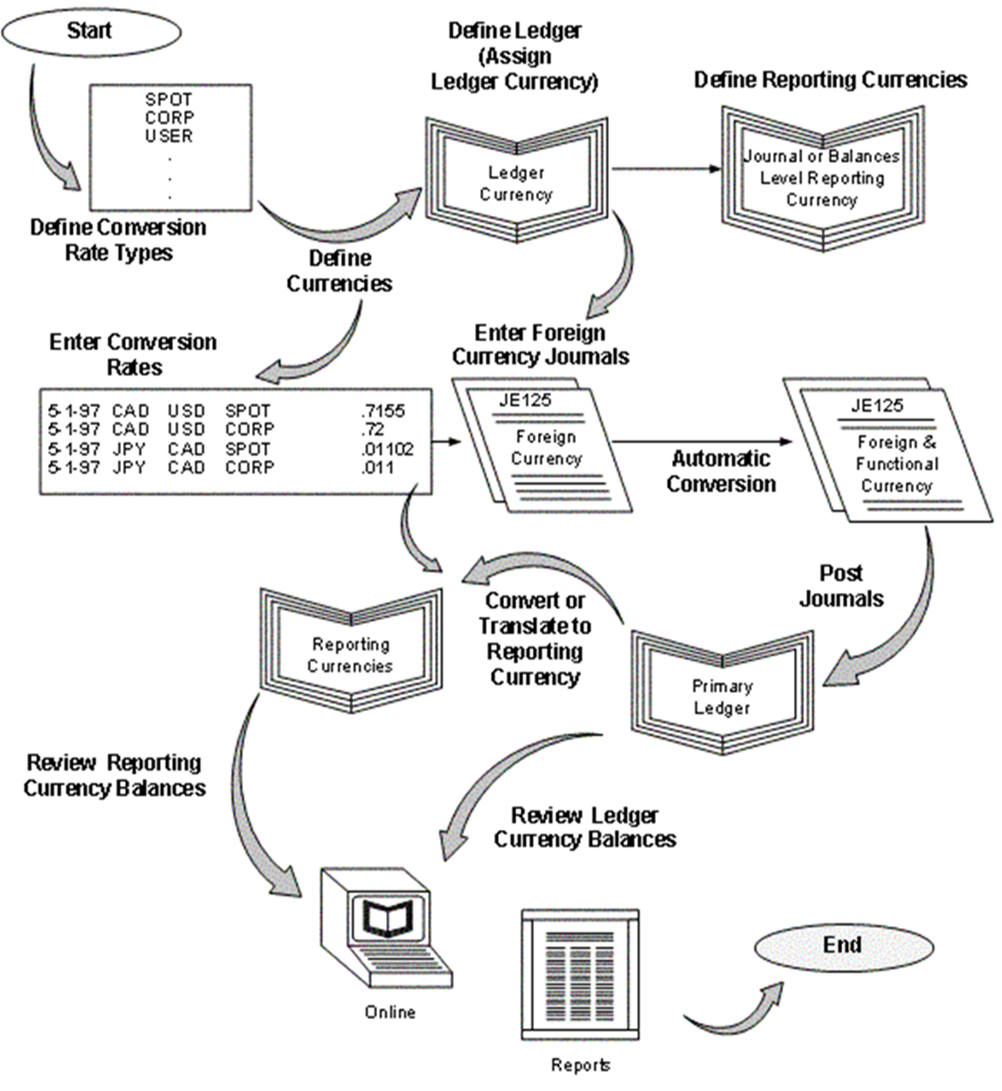 Start
Define Ledger
(Assign
Ledger Currency)
Define Reporting Currencies
SPOT
CORP
USER
.
.
.
Define Conversion
Rate Types
Ledger
Currency
Journal or Balances
Level Reporting
Currency
Define
Currencies
Enter Conversion
Rates
Enter Foreign
Currency Journals
5-1-97 CAD USD SPOT .7155
5-1-97 CAD USD CORP .72
5-1-97 JPY CAD SPOT .01102
5-1-97 JPY CAD CORP .011
JE125
Foreign
Currency
Automatic
Conversion
JE125
Foreign &
Functional
Currency
Post
Journals
Convert or
Translate to
Reporting
Currency
Reporting
Currencies
Primary
Ledger
Review Reporting
Currency Balances
Review Ledger
Currency Balances
Online
Reports
End